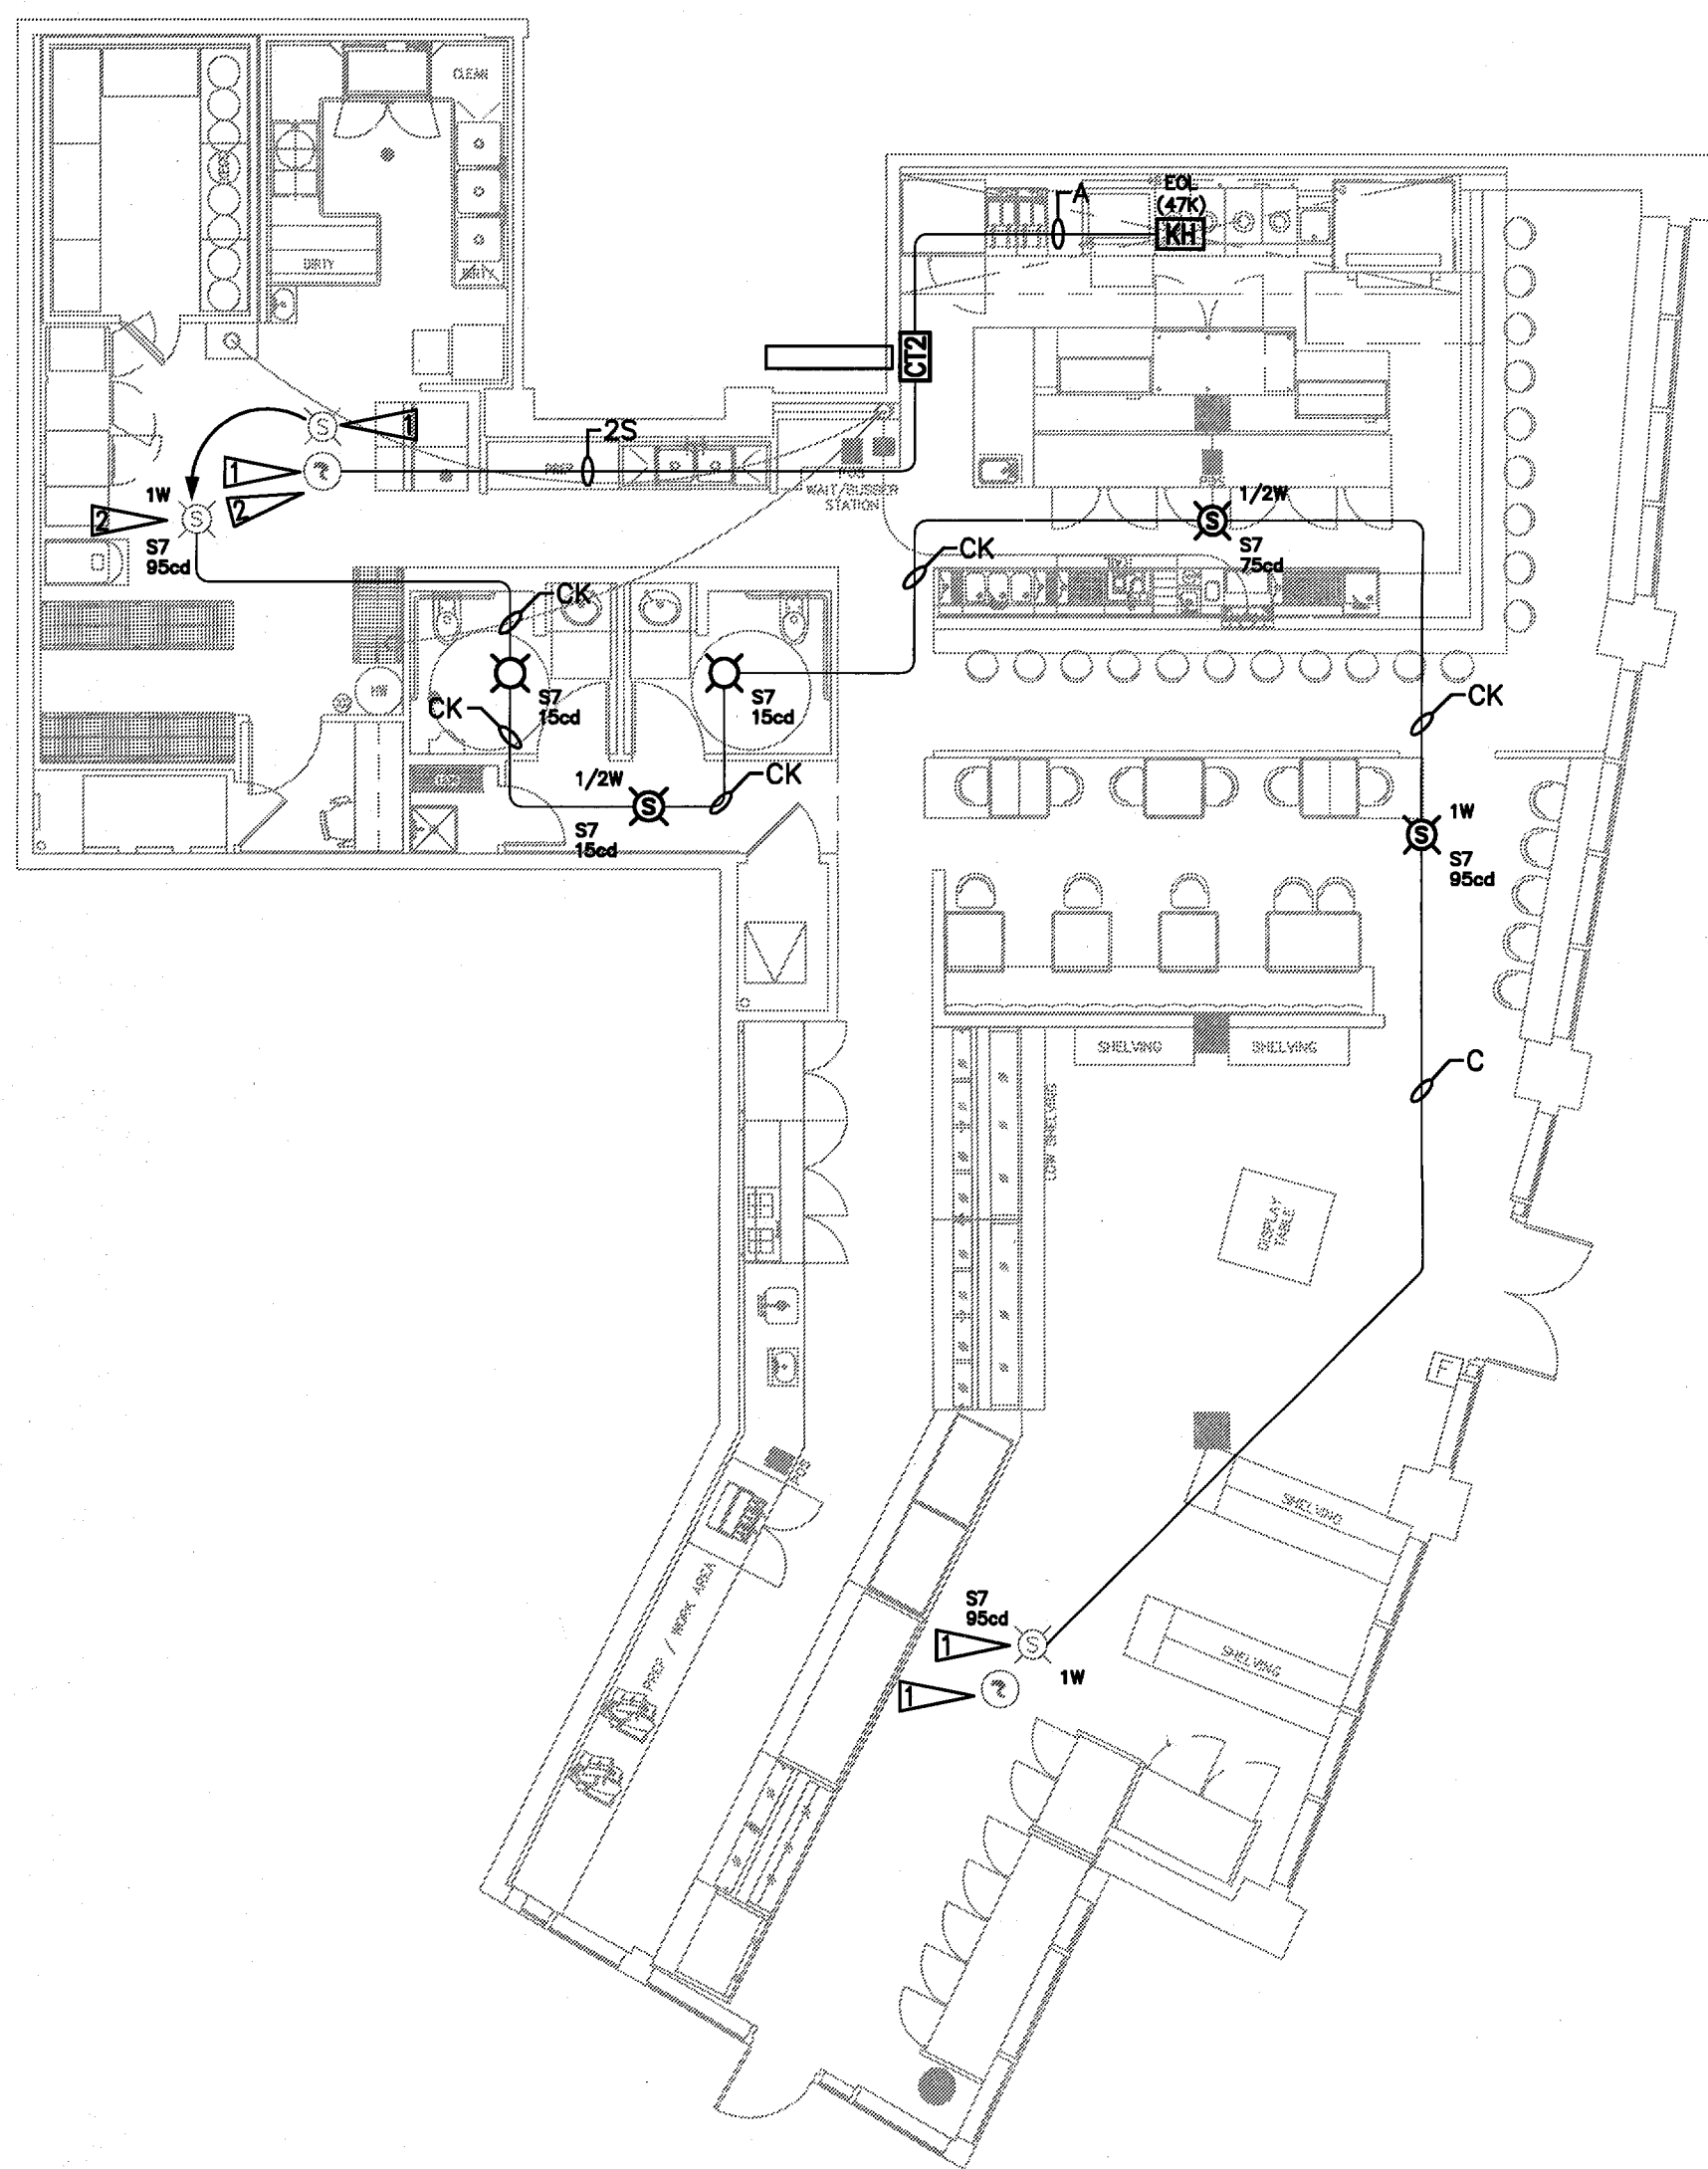 CLEAN
DIRTY
A
EOL
(47K)
KH
CT2
S
1
2S
PREP
1
2
2
1W
S
S7
95cd
POS
WAIT/BUSSER
STATION
1/2W
S
S7
75cd
CK
CK
HW
S7
15cd
S7
15cd
CK
CK
CK
1/2W
S
S7
15cd
1W
S
S7
95cd
SHELVING
SHELVING
C
LOW SHELVING
DISPLAY
TABLE
F
SHELVING
PREP / WORK AREA
S7
95cd
1
S
1W
1
SHELVING